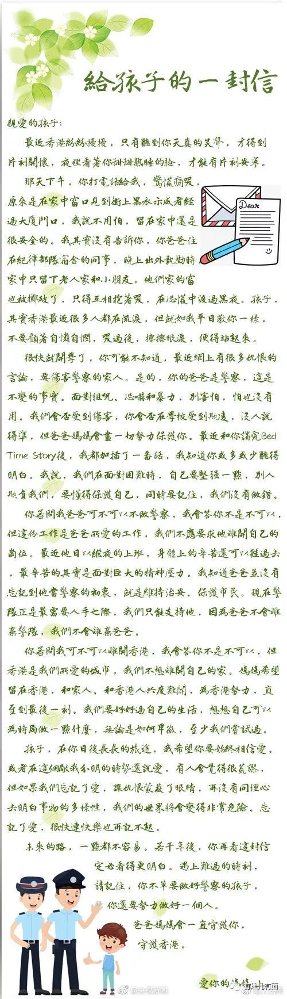 給孩子的一封信
親愛的孩子：
最近香港紛紛擾擾，只有聽到你天真的笑聲，才得到
片刻開懷，夜裡看著你甜甜熟睡的臉，才能有片刻安寧。
那天下午，你打電話給我，驚慌痛哭，
原來是在家中窗口見到街上黑衣示威者經
過大廈門口，我說不用怕，留在家中還是
很安全的。我其實沒有告訴你，你爸爸住
在紀律部隊宿舍的同事，晚上出外執勤時
家中只留下老人家和小朋友，他們家的窗
也被擲破了，只得互相抱著哭，在恐慌中渡過黑夜。孩子，
其實香港最近很多人都在流淚，但就如我平日教你一樣，
不要顧著自憐自憫，哭過後，擦擦眼淚，便得站起來。
很快就開學了，你可能不知道，最近網上有很多仇恨的
言論，要傷害警察的家人。是的，你的爸爸是警察，這是
不變的事實。面對詛咒、恐嚇和暴力，別害怕，怕也沒有
用。我們會否受到傷害，你會否在學校受到欺凌，沒人說
得準，但爸爸媽媽會盡一切努力保護你。最近和你講完Bed
Time Story後，我都加插了一番話，我知道你或多或少聽得
明白。我說，我們在面對困難時，自己要堅強一點，別人
欺負我們，要懂得保護自己，同時要記住，我們沒有做錯。
你若問我爸爸可不可以不做警察，我會答你不是不可以，
但這份工作是爸爸所愛的工作，我們不應要求他離開自己的
崗位。最近他日以繼夜的上班，身體上的辛苦還可以捱過去
，最辛苦的其實是面對巨大的精神壓力。我知道爸爸並沒有
忘記到他當警察的初衷，就是維持治安、保護市民。現在警
隊正是最需要人手之際，我們只能支持他，因為爸爸不會離
棄警隊，我們不會離棄爸爸。
你若問我可不可以離開香港，我會答你不是不可以，但
香港是我們所愛的城市，我們不想離開自己的家。媽媽希望
留在香港，和家人、和香港人共度難關，為香港努力，直
至到最後一刻。我們要好好過自己的生活，想想自己可以
為時局做一點什麼，無論是如何卑微，至少我們嘗試過。
孩子，在你日後長長的旅途，我希望你要始終相信愛。
或者在這個敵我分明的時勢還說愛，有人會覺得很荒謬，
但如果我們忘記了愛，讓仇恨蒙蔽了眼睛，再沒有同理心
去明白事物的多樣性，我們的世界將會變得非常危險。忘
記了愛，很快連快樂也再記不起。
未來的路，一點都不容易。若干年後，你再看這封信
定必看得更明白。遇上難過的時刻，
請記住，你不單要做好警察的孩子，
你還要努力做好一個人。
爸爸媽媽會一直守護你，
守護香港。
愛你的媽媽上
Dear
@央视新闻
有理儿有面